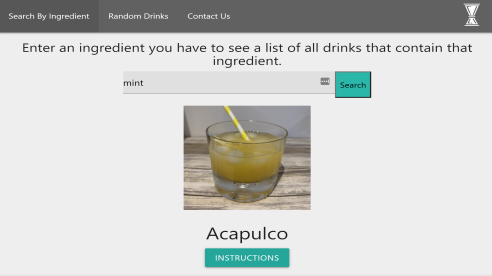 Search By Ingredient Random Drinks Contact Us
Enter an ingredient you have to see a list of all drinks that contain that
ingredient.
mint
Search
Acapulco
INSTRUCTIONS